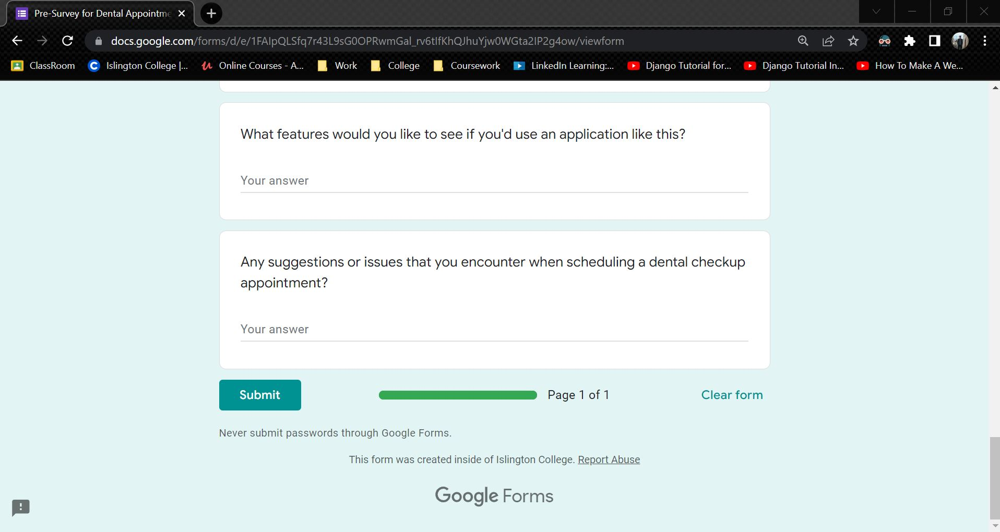 Pre-Survey for Dental Appointme
docs.google.com/forms/d/e/1FAIpQLSfq7r43L9sG0OPRwmGal_rv6tIfKhQJhuYjw0WGta2IP2g4ow/viewform
ClassRoom Islington College |... Online Courses - A... Work College Coursework LinkedIn Learning:... Django Tutorial for... Django Tutorial In... How To Make A We...
What features would you like to see if you'd use an application like this?
Your answer
Any suggestions or issues that you encounter when scheduling a dental checkup
appointment?
Your answer
Submit Page 1 of 1 Clear form
Never submit passwords through Google Forms.
This form was created inside of Islington College. Report Abuse
Google Forms